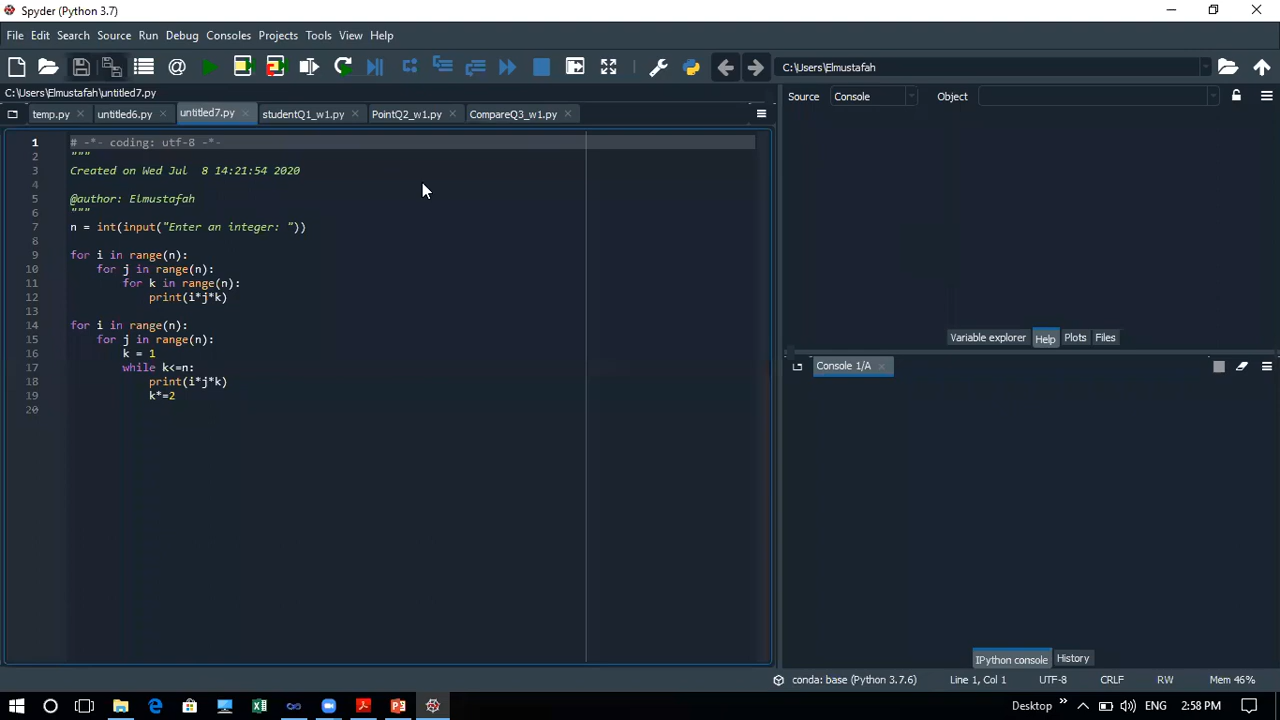 Spyder (Python 3.7)
File Edit Search Source Run Debug Consoles Projects Tools View Help
C:\Users\Elmustafah
C:\Users\Elmustafah\untitled7.py
Source Console Object
temp.py untitled6.py untitled7.py studentQ1_w1.py PointQ2_w1.py CompareQ3_w1.py
1 # -*- coding: utf-8 -*-
2 """
3 Created on Wed Jul  8 14:21:54 2020
4
5 @author: Elmustafah
6 """
7 n = int(input("Enter an integer: "))
8
9 for i in range(n):
10     for j in range(n):
11         for k in range(n):
12             print(i*j*k)
13
14 for i in range(n):
15     for j in range(n):
16         k = 1
17         while k<=n:
18             print(i*j*k)
19             k*=2
20
Variable explorer Help Plots Files
Console 1/A
IPython console History
conda: base (Python 3.7.6) Line 1, Col 1 UTF-8 CRLF RW Mem 46%
Desktop ENG 2:58 PM